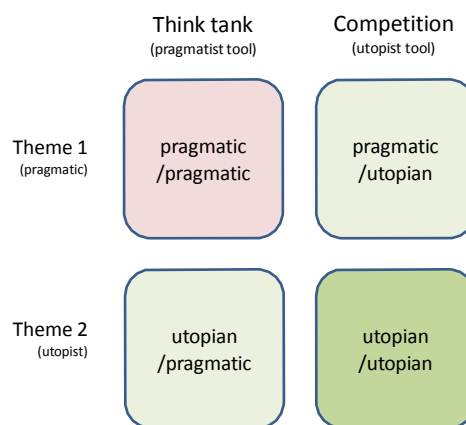 Think tank
(pragmatist tool)
Competition
(utopist tool)
Theme 1
(pragmatic)
pragmatic
/pragmatic
pragmatic
/utopian
Theme 2
(utopist)
utopian
/pragmatic
utopian
/utopian